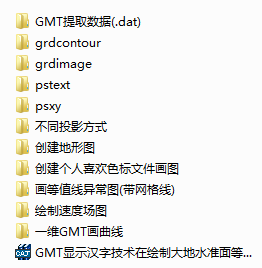 GMT提取数据(.dat)
grdcontour
grdimage
pstext
psxy
不同投影方式
创建地形图
创建个人喜欢色标文件画图
画等值线异常图(带网格线)
绘制速度场图
一维GMT画曲线
GMT显示汉字技术在绘制大地水准面等...